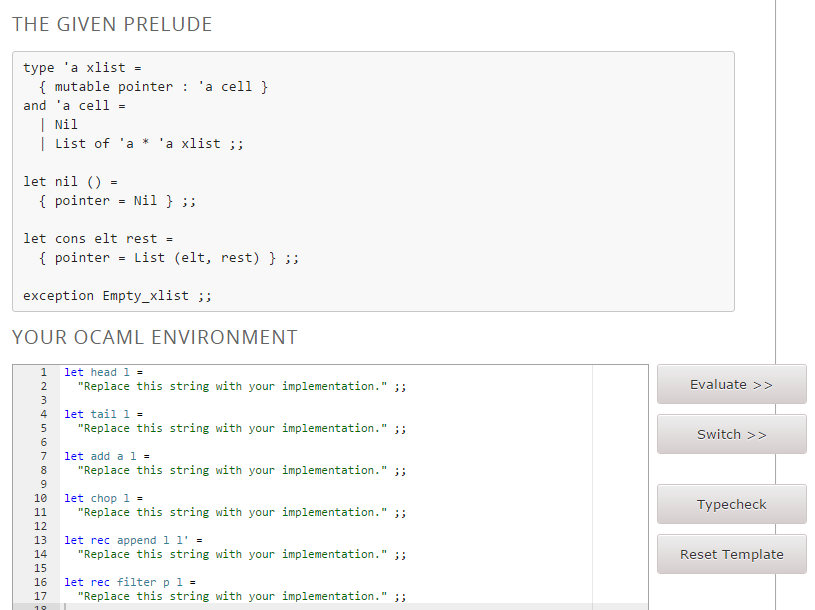 THE GIVEN PRELUDE
type 'a xlist =
{ mutable pointer : 'a cell }
and 'a cell =
| Nil
| List of 'a * 'a xlist ;;
let nil () =
{ pointer = Nil } ;;
let cons elt rest =
{ pointer = List (elt, rest) } ;;
exception Empty_xlist ;;
YOUR OCAML ENVIRONMENT
1 let head l =
2 "Replace this string with your implementation." ;;
3
4 let tail l =
5 "Replace this string with your implementation." ;;
6
7 let add a l =
8 "Replace this string with your implementation." ;;
9
10 let chop l =
11 "Replace this string with your implementation." ;;
12
13 let rec append l l' =
14 "Replace this string with your implementation." ;;
15
16 let rec filter p l =
17 "Replace this string with your implementation." ;;
18
Evaluate >>
Switch >>
Typecheck
Reset Template